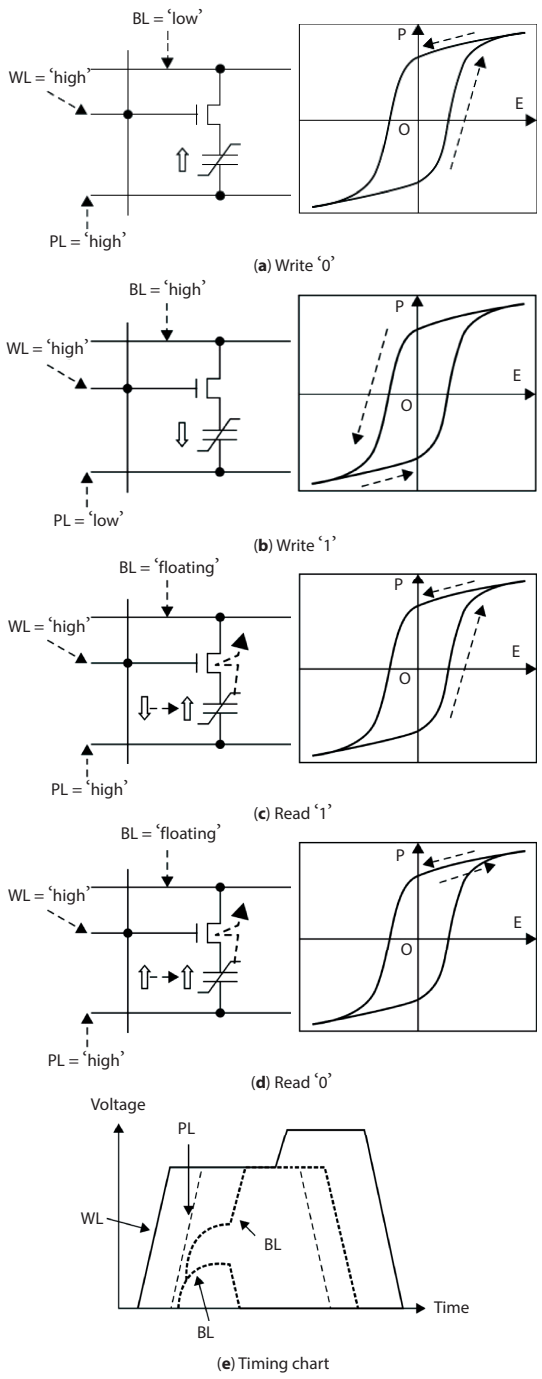 BL = ‘low’
WL = ‘high’
PL = ‘high’
P
E
O
(a) Write ‘0’
BL = ‘high’
WL = ‘high’
PL = ‘low’
P
E
O
(b) Write ‘1’
BL = ‘floating’
WL = ‘high’
PL = ‘high’
P
E
O
(c) Read ‘1’
BL = ‘floating’
WL = ‘high’
PL = ‘high’
P
E
O
(d) Read ‘0’
Voltage
PL
WL
BL
BL
Time
(e) Timing chart